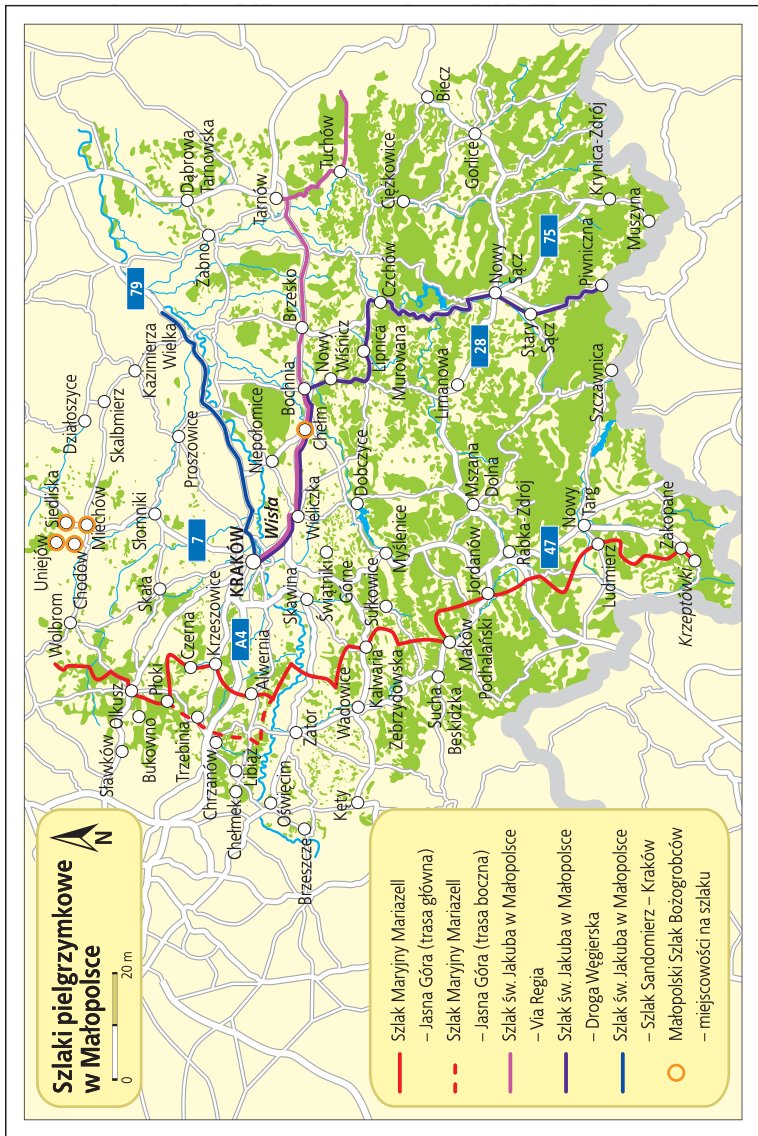 Szlaki pielgrzymkowe
w Małopolsce
0
20 m
N
Szlak Maryjny Mariazell
– Jasna Góra (trasa główna)
Szlak Maryjny Mariazell
– Jasna Góra (trasa boczna)
Szlak św. Jakuba w Małopolsce
– Via Regia
Szlak św. Jakuba w Małopolsce
– Droga Węgierska
Szlak św. Jakuba w Małopolsce
– Szlak Sandomierz – Kraków
Małopolski Szlak Bożogrobców
– miejscowości na szlaku
Uniejów
Siedliska
Chodów
Miechów
Wolbrom
Działoszyce
Skalbmierz
Kazimierza
Wielka
79
Słomniki
Proszowice
Skała
7
Sławków
Olkusz
Bukowno
Płoki
Czerna
Krzeszowice
Trzebinia
Chrzanów
A4
KRAKÓW
Wisła
Niepołomice
Żabno
Dąbrowa
Tarnowska
Tarnów
Tuchów
Chełmek
Libiąż
Alwernia
Oświęcim
Zator
Brzeszcze
Skawina
Wieliczka
Chełm
Bochnia
Brzesko
Nowy
Wiśnicz
Lipnica
Murowana
Czchów
Świątniki
Górne
Dobczyce
Kęty
Wadowice
Kalwaria
Zebrzydowska
Sułkowice
Myślenice
Ciężkowice
Biecz
Gorlice
Sucha
Beskidzka
Maków
Podhalański
Jordanów
Mszana
Dolna
Rabka-Zdrój
Limanowa
28
Nowy
Sącz
75
Stary
Sącz
Piwniczna
Krynica-Zdrój
Muszyna
Szczawnica
47
Nowy
Targ
Ludźmierz
Zakopane
Krzeptówki